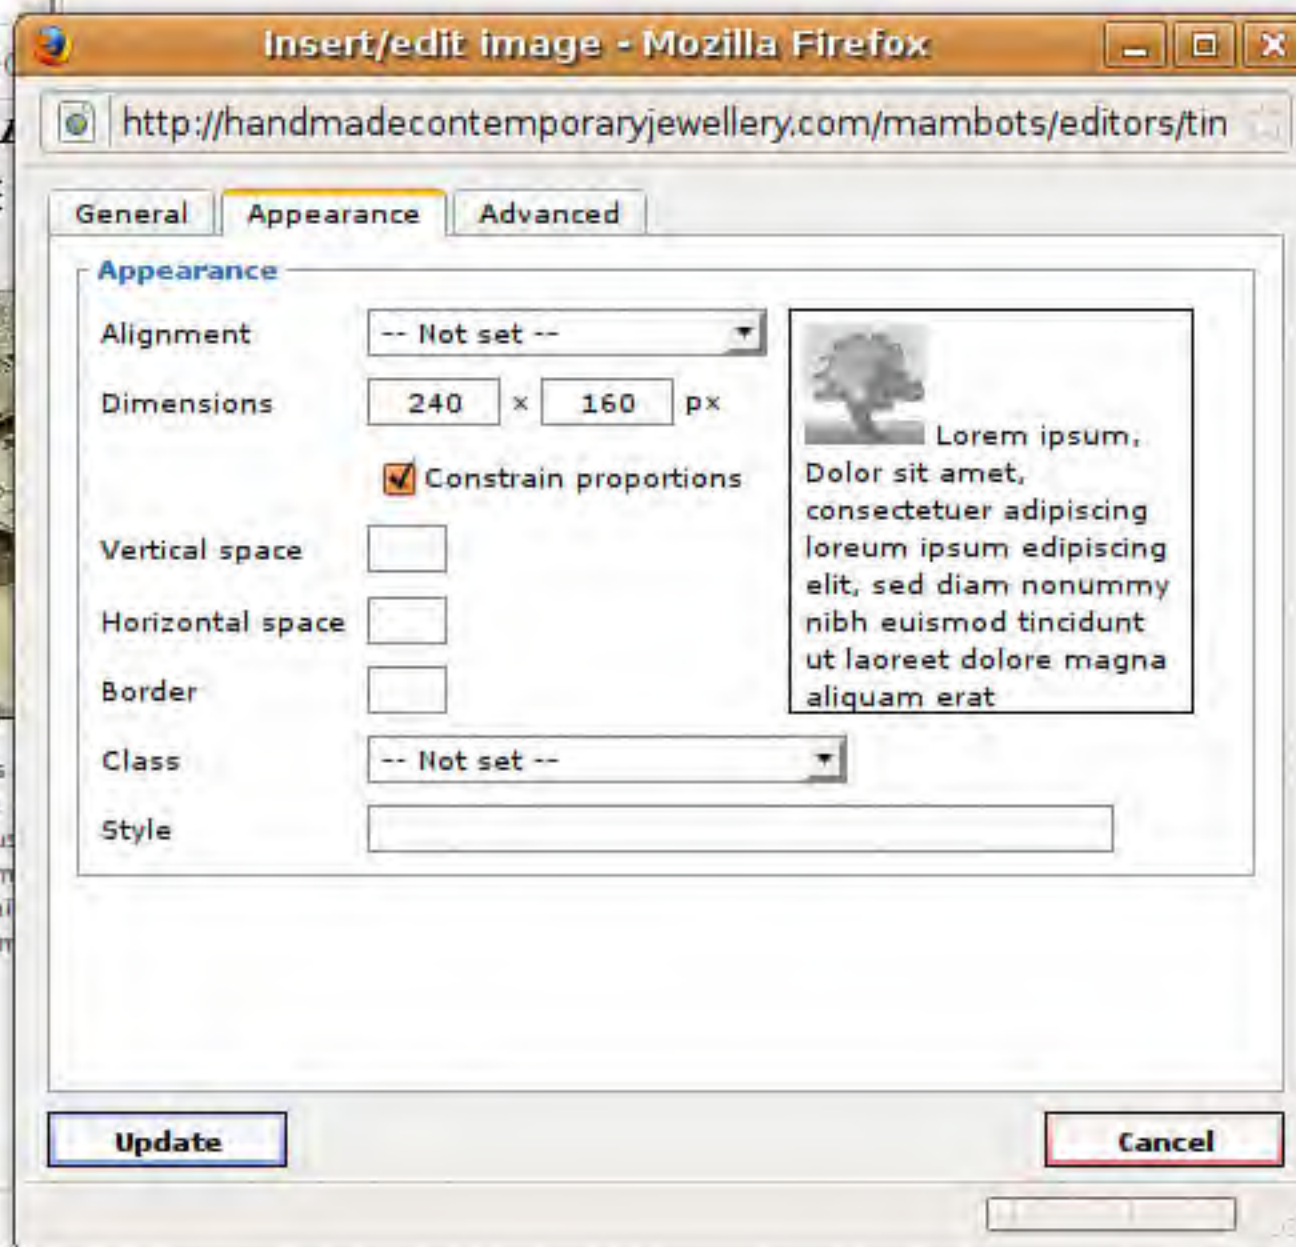 Insert/edit image - Mozilla Firefox
http://handmadecontemporaryjewellery.com/mambots/editors/tin
General Appearance Advanced
Appearance
Alignment -- Not set --
Dimensions 240 × 160 px
Constrain proportions
Vertical space
Horizontal space
Border
Class -- Not set --
Style
Lorem ipsum,
Dolor sit amet,
consectetuer adipiscing
loreum ipsum edipiscing
elit, sed diam nonummy
nibh euismod tincidunt
ut laoreet dolore magna
aliquam erat
Update Cancel